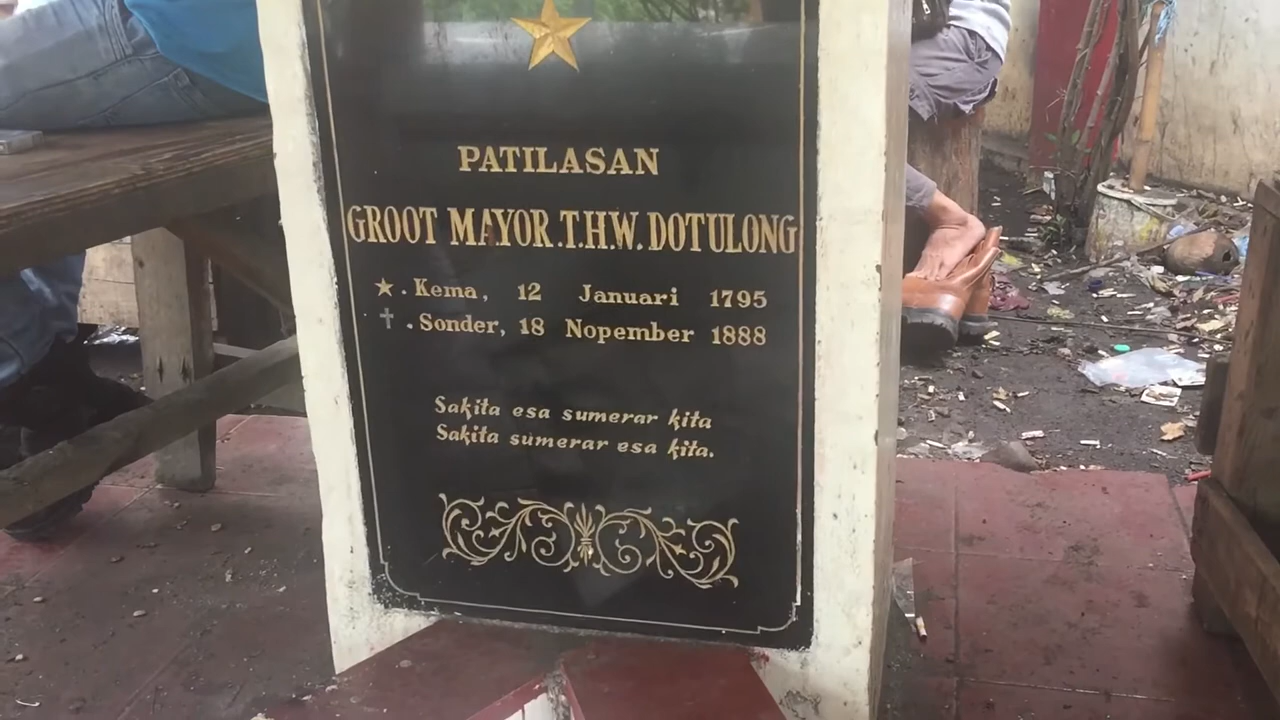 PATILASAN
GROOT MAYOR.T.H.W. DOTULONG
★. Kema, 12 Januari 1795
✝. Sonder, 18 Nopember 1888
Sakita esa sumerar kita
Sakita sumerar esa kita.